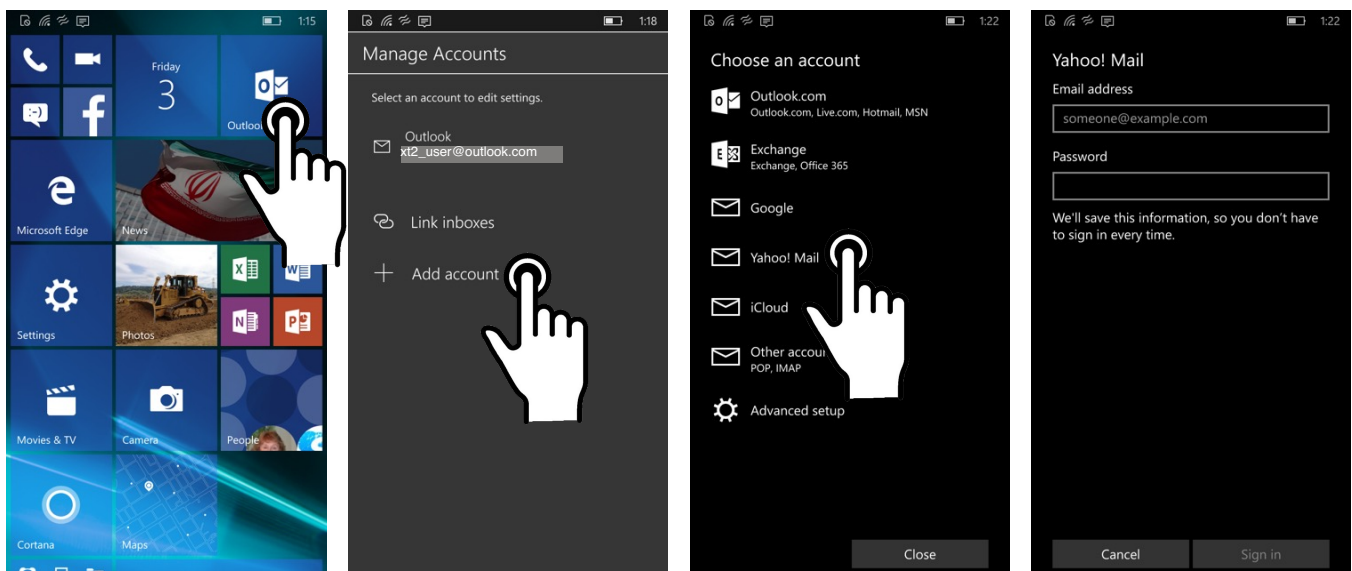 1:15
Friday
3
Outloo
Microsoft Edge
News
Settings
Photos
Movies & TV
Camera
People
Cortana
Maps
1:18
Manage Accounts
Select an account to edit settings.
Outlook
xt2_user@outlook.com
Link inboxes
Add account
1:22
Choose an account
Outlook.com
Outlook.com, Live.com, Hotmail, MSN
Exchange
Exchange, Office 365
Google
Yahoo! Mail
iCloud
Other accou
POP, IMAP
Advanced setup
Close
1:22
Yahoo! Mail
Email address
someone@example.com
Password
We'll save this information, so you don't have
to sign in every time.
Cancel
Sign in